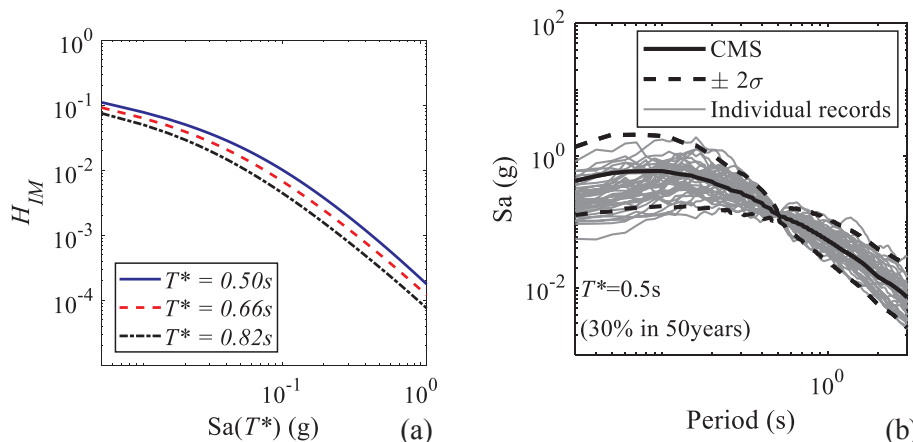 10^0
10^-1
10^-2
10^-3
10^-4
H_IM
T* = 0.50s
T* = 0.66s
T* = 0.82s
10^-1
10^0
Sa(T*) (g)
(a)
10^2
10^0
10^-2
Sa (g)
CMS
± 2σ
Individual records
T*=0.5s
(30% in 50years)
10^0
Period (s)
(b)